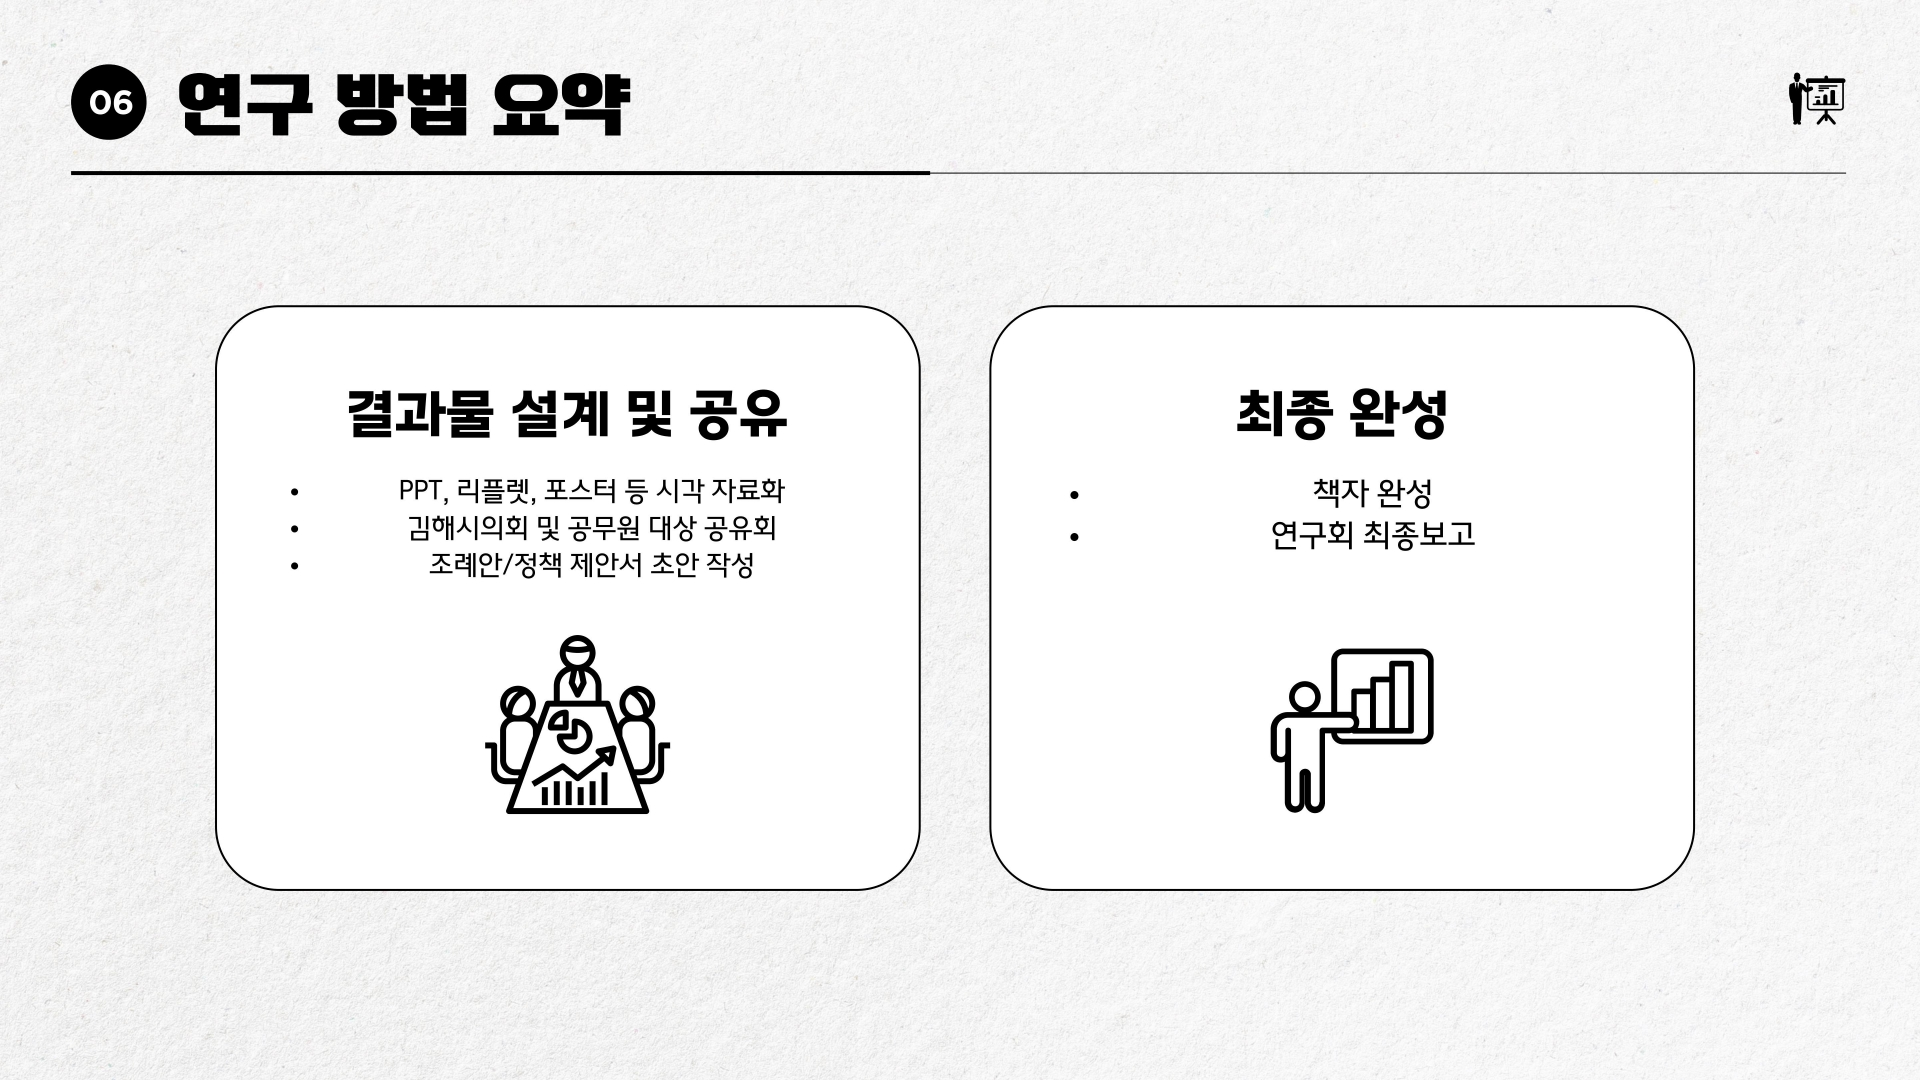 06 연구 방법 요약
결과물 설계 및 공유
• PPT, 리플렛, 포스터 등 시각 자료화
• 김해시의회 및 공무원 대상 공유회
• 조례안/정책 제안서 초안 작성
최종 완성
• 책자 완성
• 연구회 최종보고